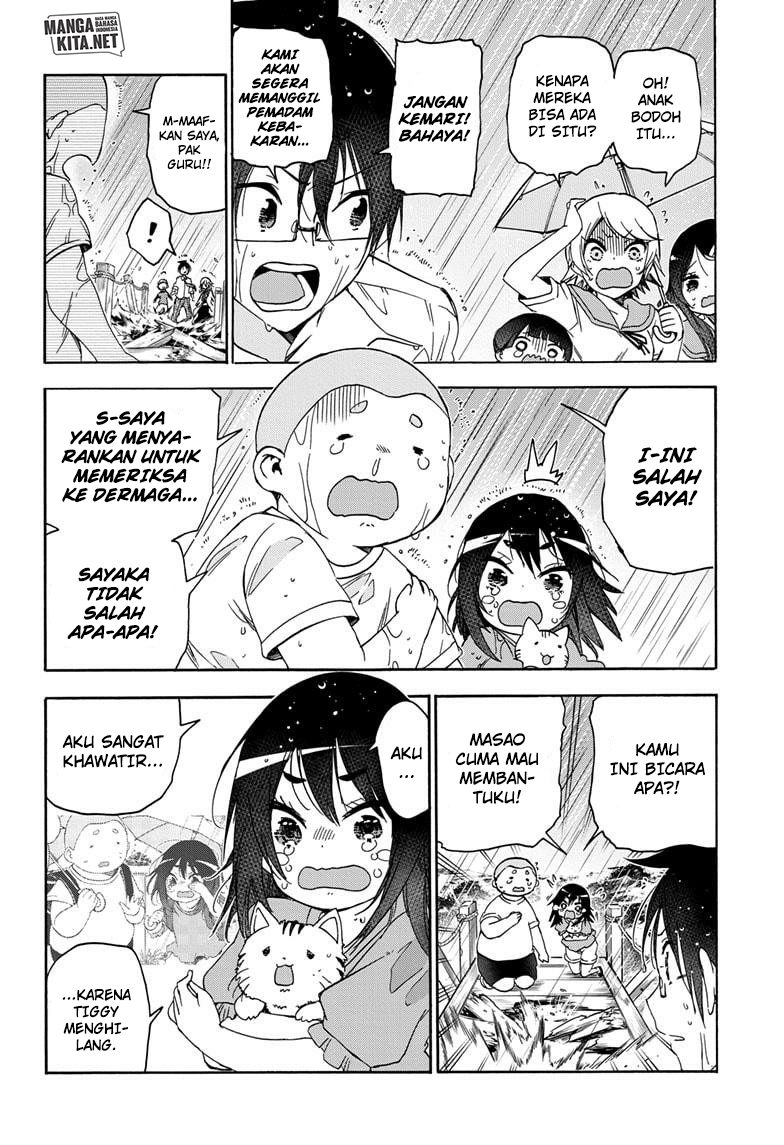 MANGA
KITA.NET
BACA MANGA
BAHASA
INDONESIA
OH!
ANAK
BODOH
ITU...
KENAPA
MEREKA
BISA ADA
DI SITU?
JANGAN
KEMARI!
BAHAYA!
KAMI
AKAN
SEGERA
MEMANGGIL
PEMADAM
KEBA-
KARAN...
M-MAAF-
KAN SAYA,
PAK
GURU!!
!
I-INI
SALAH
SAYA!
S-SAYA
YANG MENYA-
RANKAN UNTUK
MEMERIKSA
KE DERMAGA...
SAYAKA
TIDAK
SALAH
APA-APA!
KAMU
INI BICARA
APA?!
MASAO
CUMA MAU
MEMBAN-
TUKU!
AKU
...
AKU SANGAT
KHAWATIR...
...KARENA
TIGGY
MENGHI-
LANG.